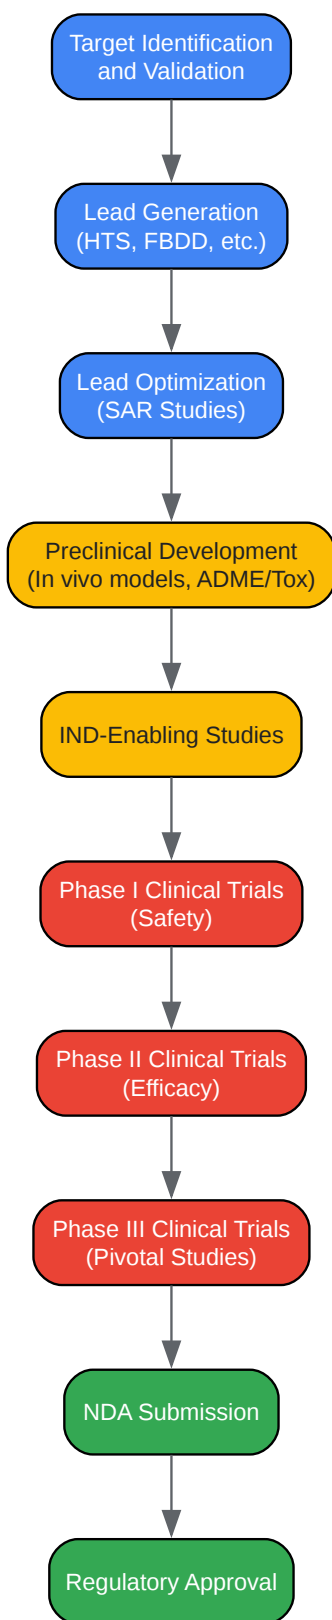 Target Identification
and Validation
Lead Generation
(HTS, FBDD, etc.)
Lead Optimization
(SAR Studies)
Preclinical Development
(In vivo models, ADME/Tox)
IND-Enabling Studies
Phase I Clinical Trials
(Safety)
Phase II Clinical Trials
(Efficacy)
Phase III Clinical Trials
(Pivotal Studies)
NDA Submission
Regulatory Approval